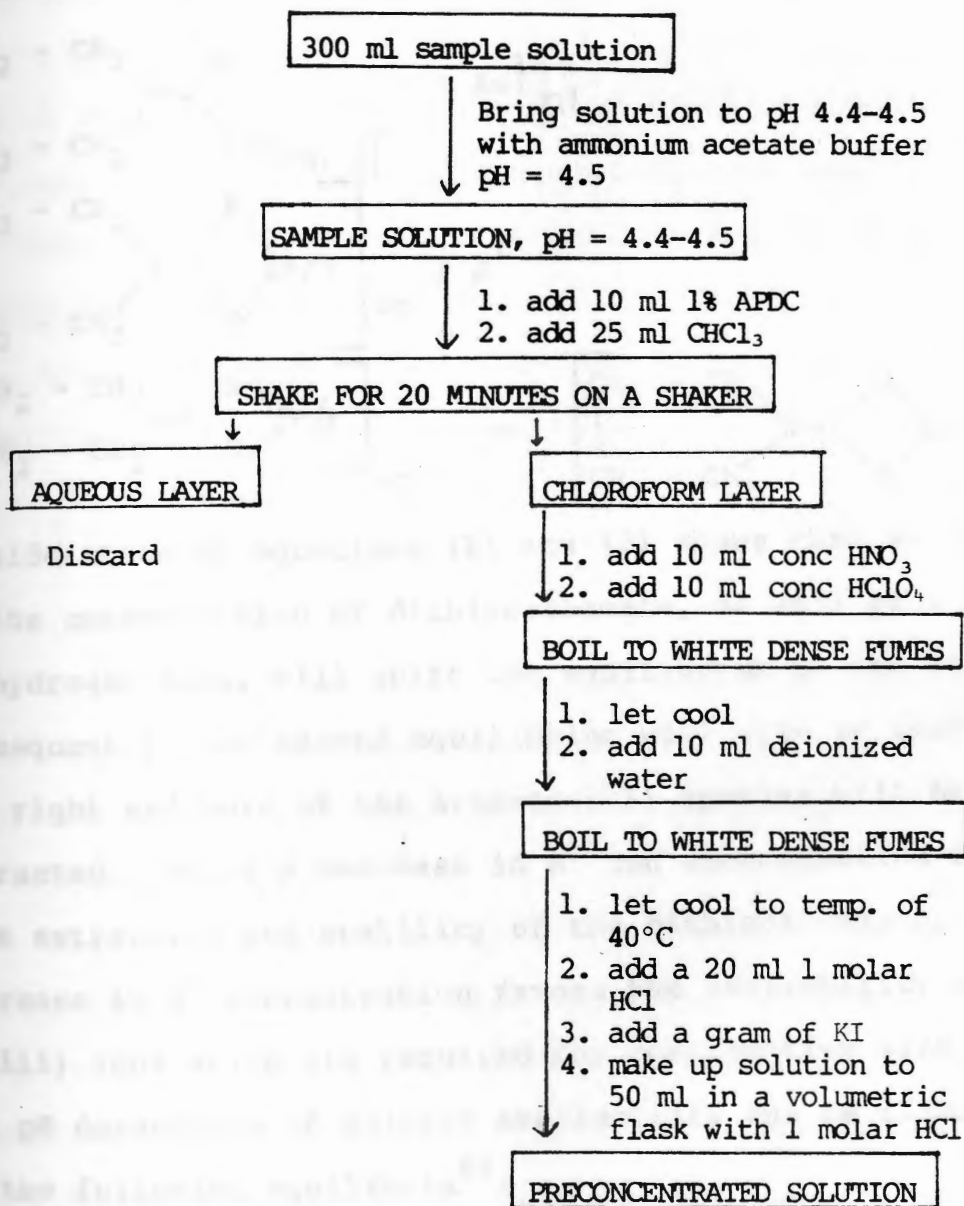 300 ml sample solution
Bring solution to pH 4.4-4.5
with ammonium acetate buffer
pH = 4.5
SAMPLE SOLUTION, pH = 4.4-4.5
1. add 10 ml 1% APDC
2. add 25 ml CHCl₃
SHAKE FOR 20 MINUTES ON A SHAKER
AQUEOUS LAYER
Discard
CHLOROFORM LAYER
1. add 10 ml conc HNO₃
2. add 10 ml conc HClO₄
BOIL TO WHITE DENSE FUMES
1. let cool
2. add 10 ml deionized
water
BOIL TO WHITE DENSE FUMES
1. let cool to temp. of
40°C
2. add a 20 ml 1 molar
HCl
3. add a gram of KI
4. make up solution to
50 ml in a volumetric
flask with 1 molar HCl
PRECONCENTRATED SOLUTION